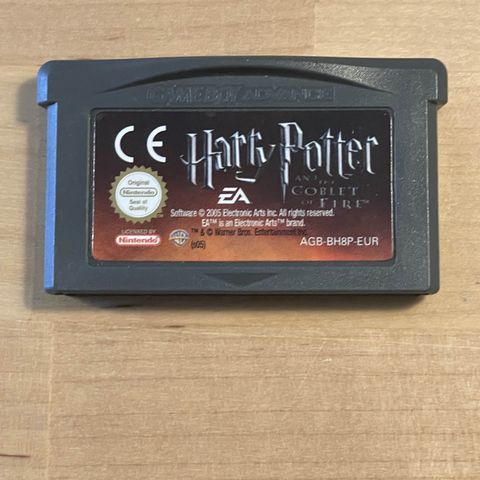 GAME BOY ADVANCE
CE
Harry Potter
AND THE
GOBLET
OF FIRE™
Original
Nintendo
Seal of
Quality
EA
Software © 2005 Electronic Arts Inc. All rights reserved.
EA™ is an Electronic Arts™ brand.
™ & © Warner Bros. Entertainment Inc.
(s05)
LICENSED BY
Nintendo
AGB-BH8P-EUR